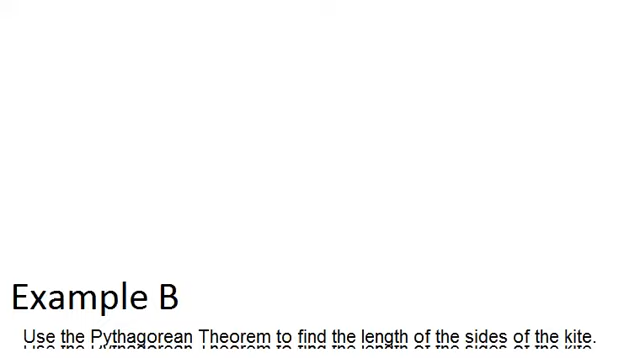 Example B
Use the Pythagorean Theorem to find the length of the sides of the kite.